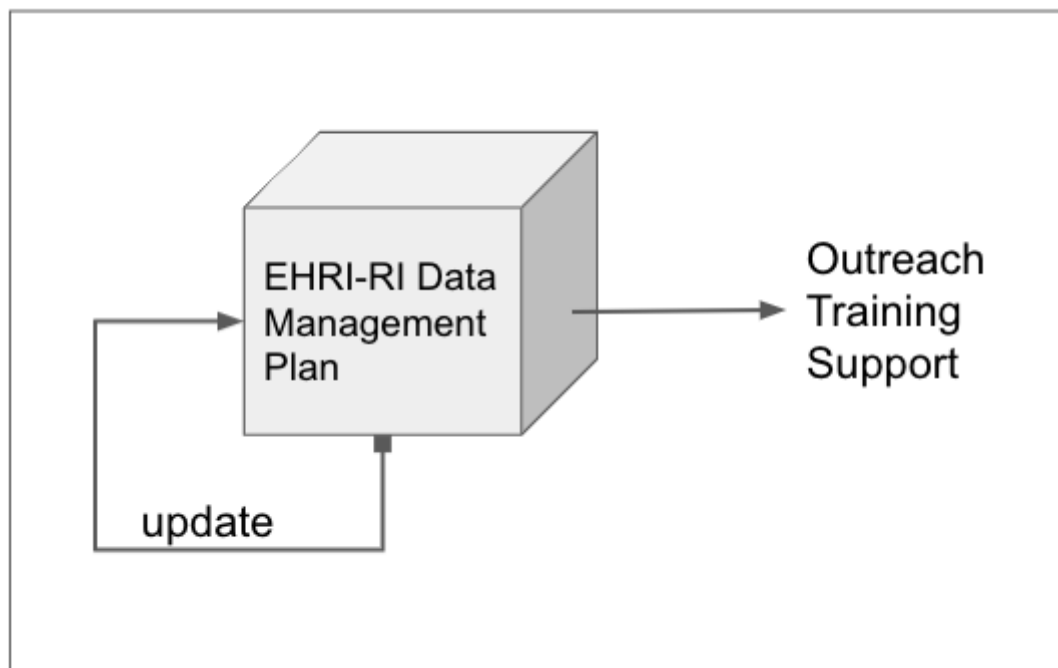 EHRI-RI Data
Management
Plan
Outreach
Training
Support
update